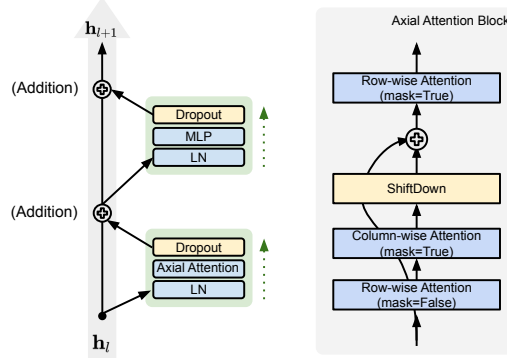 h_{l+1}
(Addition)
Dropout
MLP
LN
(Addition)
Dropout
Axial Attention
LN
h_l
Axial Attention Block
Row-wise Attention
(mask=True)
ShiftDown
Column-wise Attention
(mask=True)
Row-wise Attention
(mask=False)